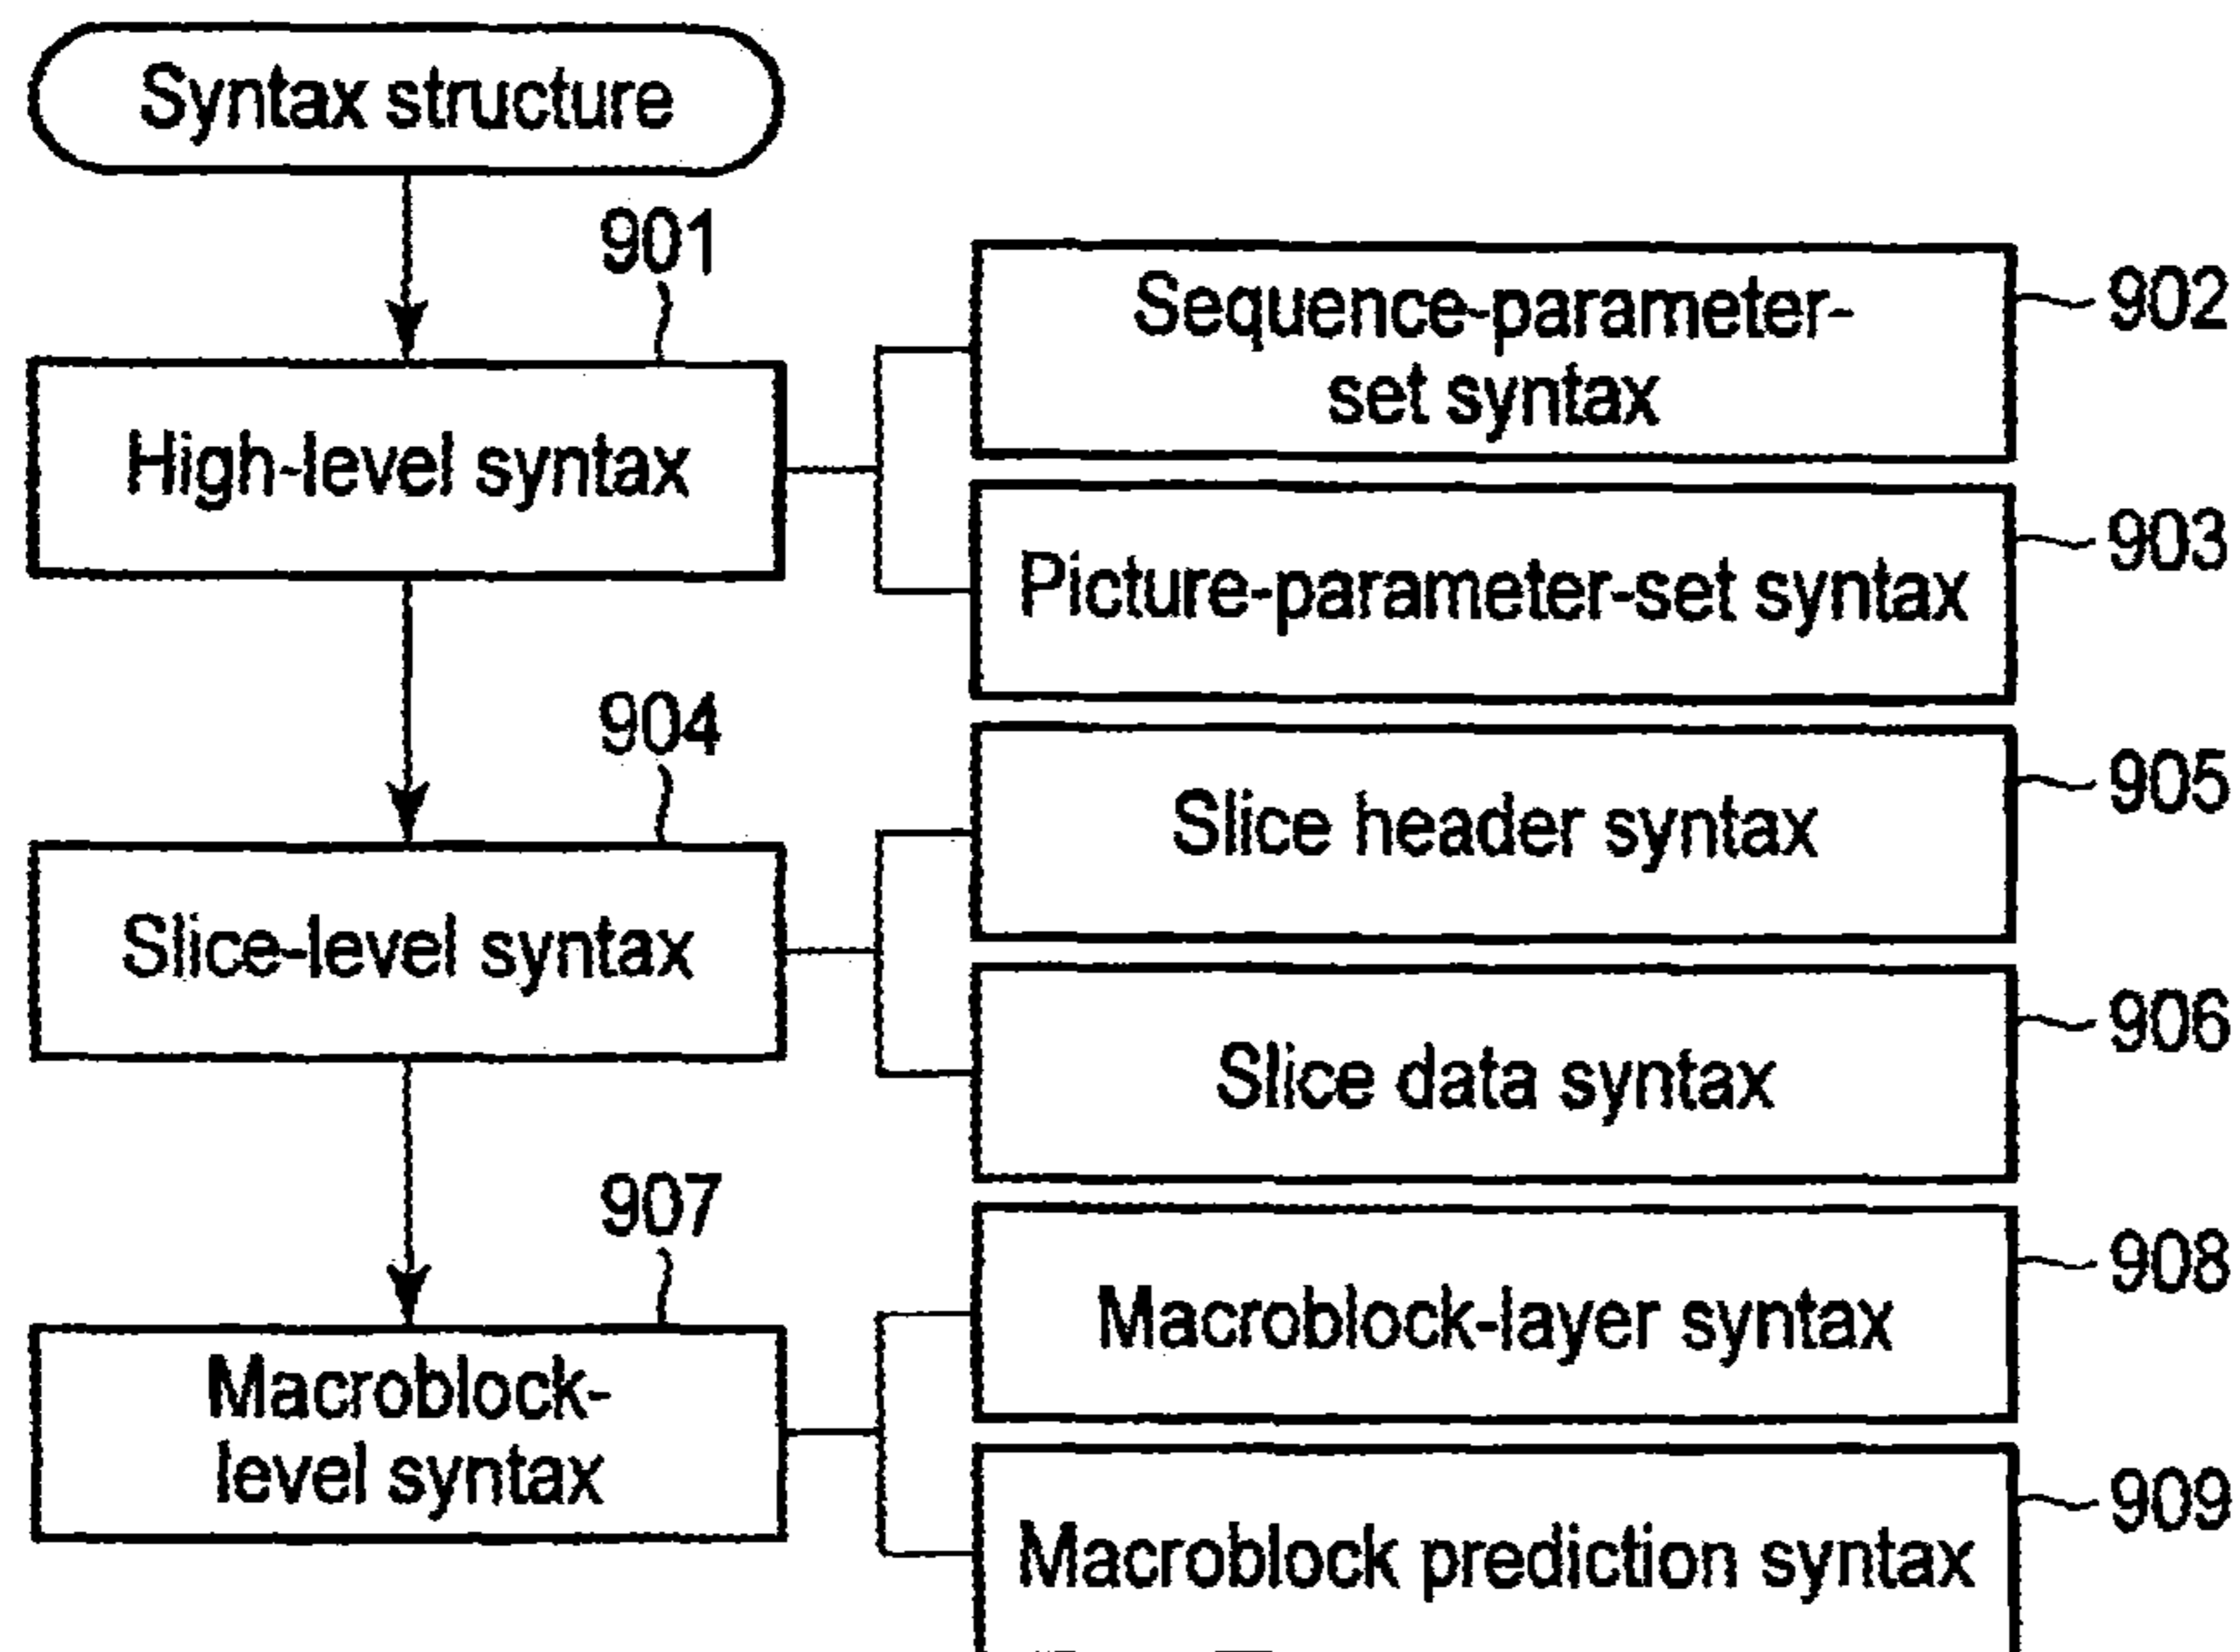 Syntax structure
901
High-level syntax
Sequence-parameter-
set syntax
902
Picture-parameter-set syntax
903
904
Slice-level syntax
Slice header syntax
905
Slice data syntax
906
907
Macroblock-
level syntax
Macroblock-layer syntax
908
Macroblock prediction syntax
909